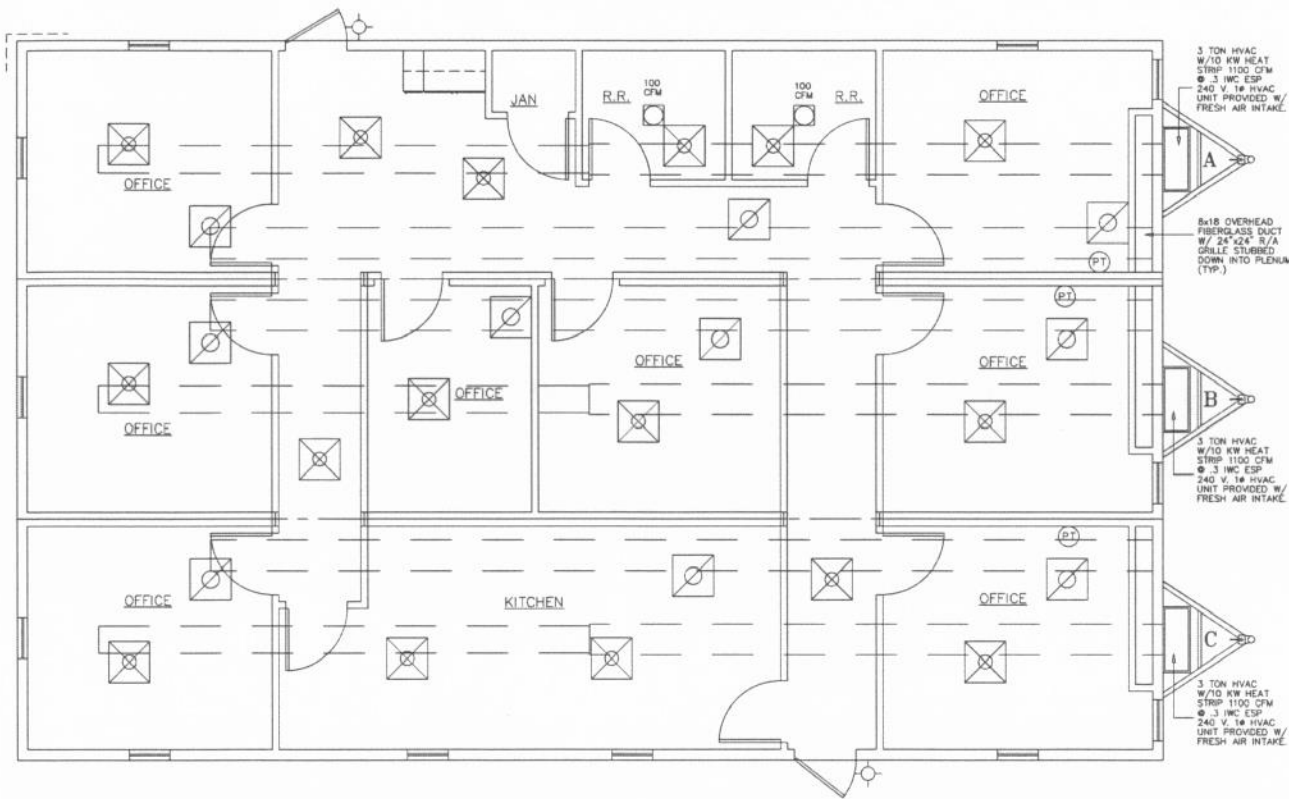 3 TON HVAC
W/10 KW HEAT
STRIP 1100 CFM
@ .3 IWC ESP
240 V. 1ø HVAC
UNIT PROVIDED W/
FRESH AIR INTAKE.
JAN
R.R.
100
CFM
100
CFM
R.R.
OFFICE
A
OFFICE
8x18 OVERHEAD
FIBERGLASS DUCT
W/ 24"x24" R/A
GRILLE STUBBED
DOWN INTO PLENUM
(TYP.)
PT
PT
OFFICE
OFFICE
OFFICE
OFFICE
B
3 TON HVAC
W/10 KW HEAT
STRIP 1100 CFM
@ .3 IWC ESP
240 V. 1ø HVAC
UNIT PROVIDED W/
FRESH AIR INTAKE.
PT
OFFICE
KITCHEN
OFFICE
C
3 TON HVAC
W/10 KW HEAT
STRIP 1100 CFM
@ .3 IWC ESP
240 V. 1ø HVAC
UNIT PROVIDED W/
FRESH AIR INTAKE.